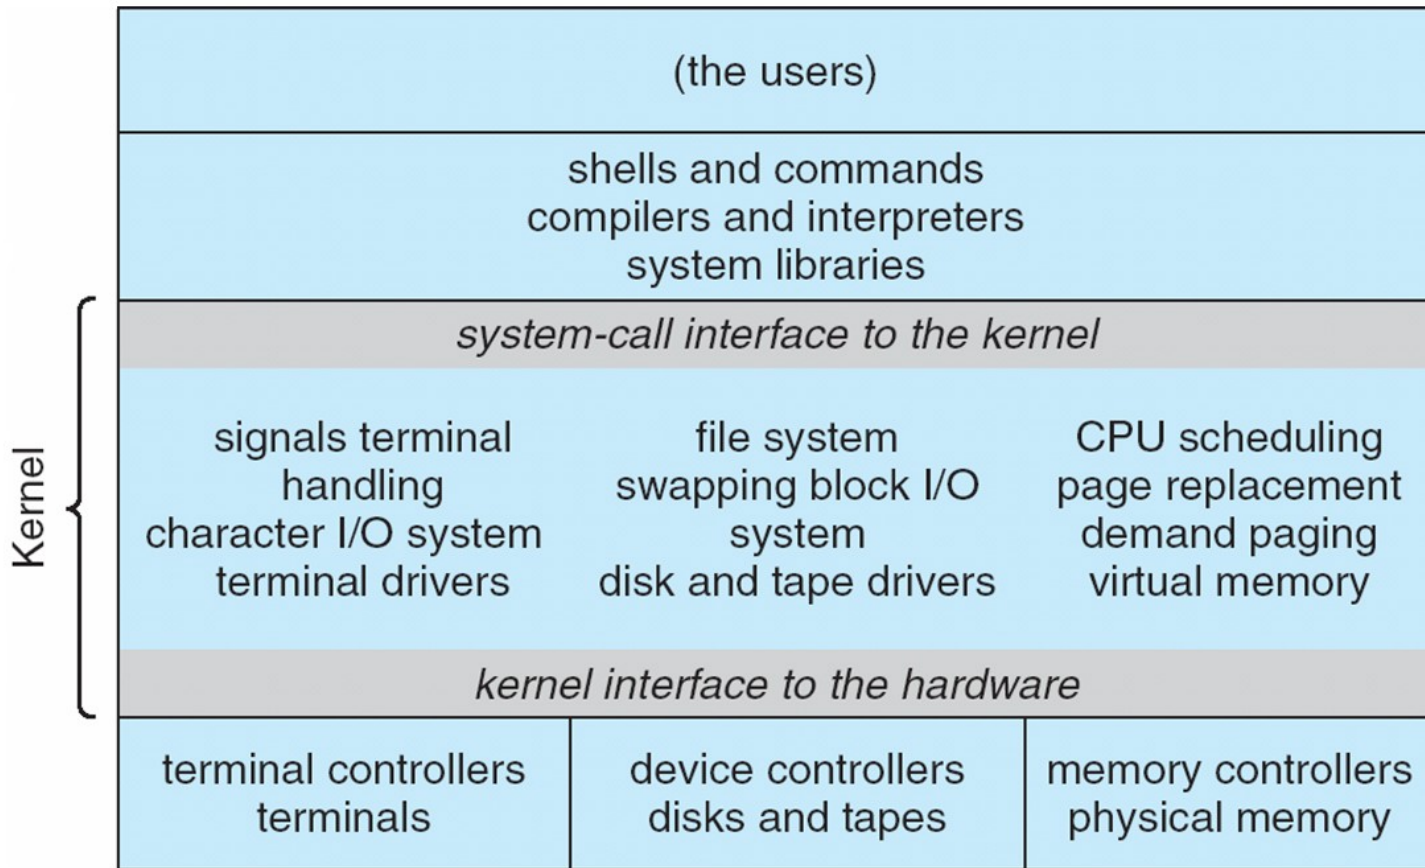 (the users)
shells and commands
compilers and interpreters
system libraries
Kernel
system-call interface to the kernel
signals terminal
handling
character I/O system
terminal drivers
file system
swapping block I/O
system
disk and tape drivers
CPU scheduling
page replacement
demand paging
virtual memory
kernel interface to the hardware
terminal controllers
terminals
device controllers
disks and tapes
memory controllers
physical memory